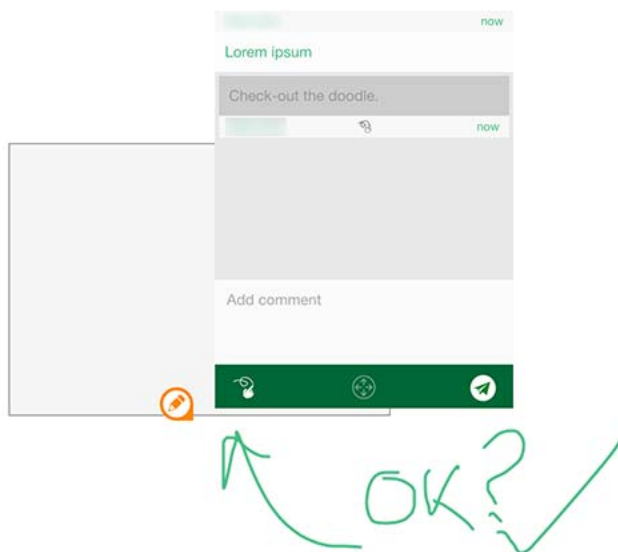 now
Lorem ipsum
Check-out the doodle.
now
Add comment
OK?